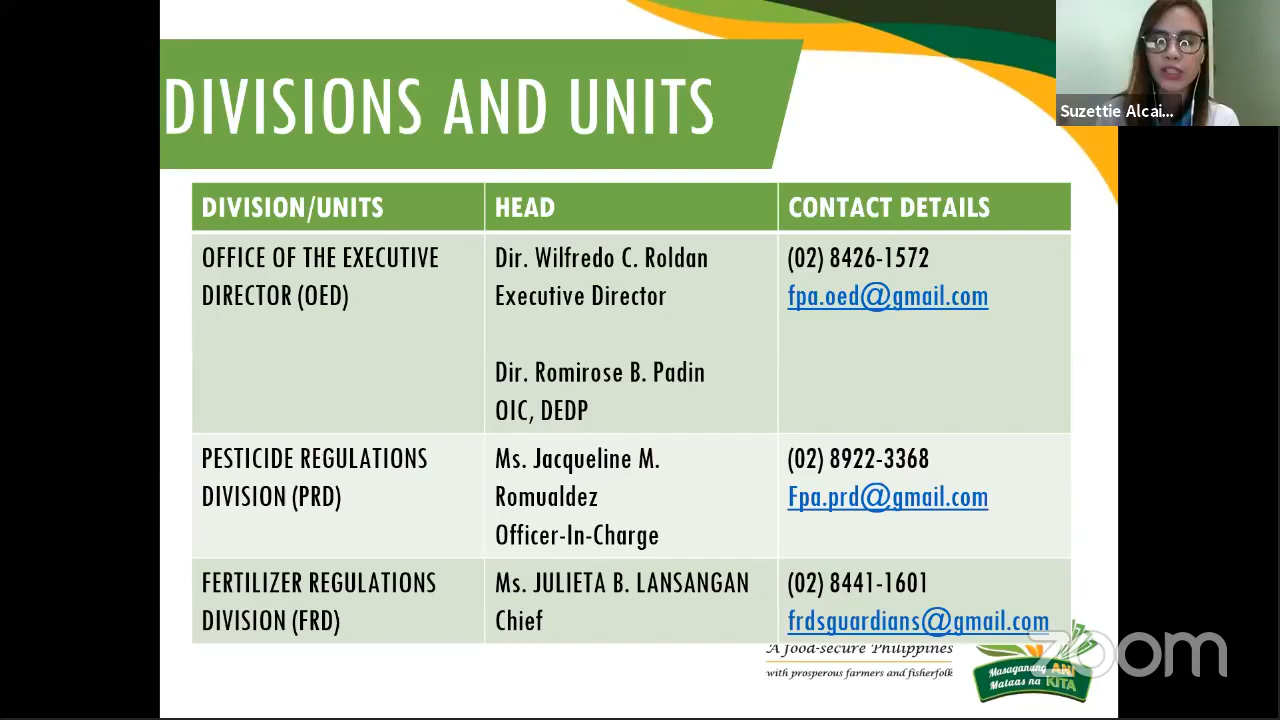 DIVISIONS AND UNITS
Suzettie Alcai...
DIVISION/UNITS
HEAD
CONTACT DETAILS
OFFICE OF THE EXECUTIVE
DIRECTOR (OED)
Dir. Wilfredo C. Roldan
Executive Director
Dir. Romirose B. Padin
OIC, DEDP
(02) 8426-1572
fpa.oed@gmail.com
PESTICIDE REGULATIONS
DIVISION (PRD)
Ms. Jacqueline M.
Romualdez
Officer-In-Charge
(02) 8922-3368
Fpa.prd@gmail.com
FERTILIZER REGULATIONS
DIVISION (FRD)
Ms. JULIETA B. LANSANGAN
Chief
(02) 8441-1601
frdsguardians@gmail.com
A food-secure Philippines
with prosperous farmers and fisherfolk
Masaganang ANI
Mataas na KITA
zoom